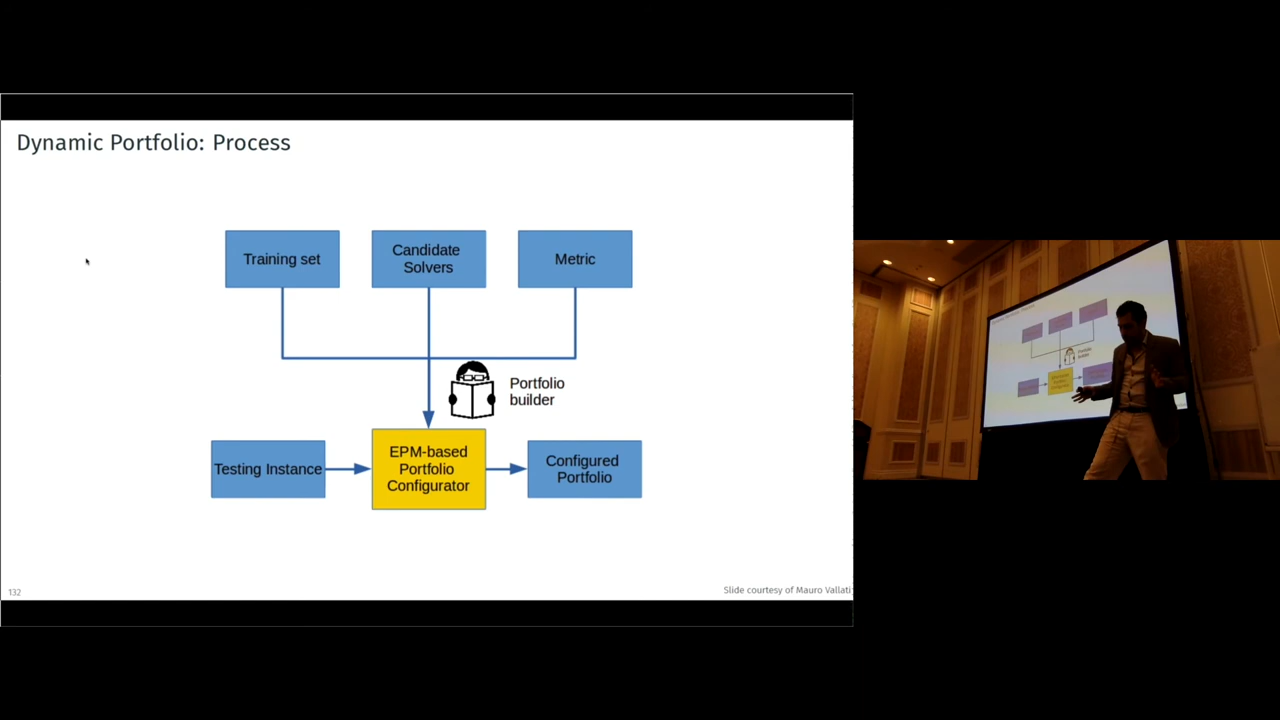 Dynamic Portfolio: Process
Training set
Candidate
Solvers
Metric
Portfolio
builder
Testing Instance
EPM-based
Portfolio
Configurator
Configured
Portfolio
132
Slide courtesy of Mauro Vallati